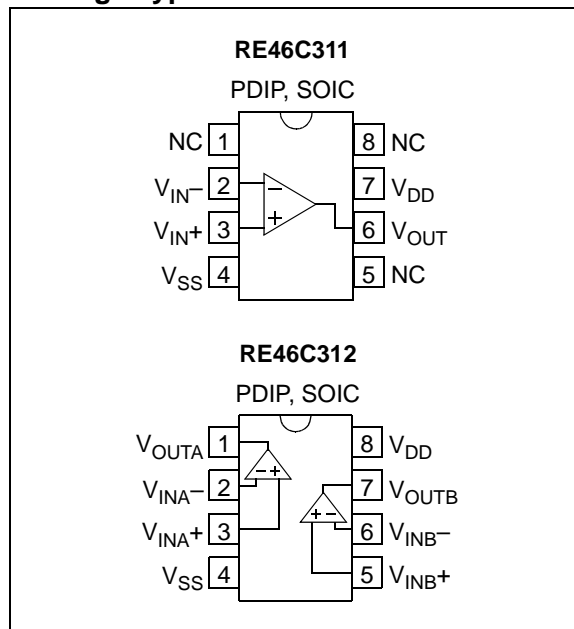 RE46C311
PDIP, SOIC
NC 1 8 NC
VIN– 2 7 VDD
VIN+ 3 6 VOUT
VSS 4 5 NC
– +
RE46C312
PDIP, SOIC
VOUTA 1 8 VDD
VINA– 2 7 VOUTB
VINA+ 3 6 VINB–
VSS 4 5 VINB+
– +
+ –